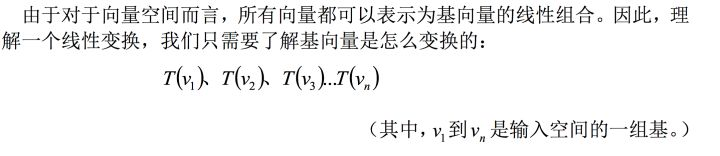 由于对于向量空间而言，所有向量都可以表示为基向量的线性组合。因此，理
解一个线性变换，我们只需要了解基向量是怎么变换的：
T(v₁)、T(v₂)、T(v₃)...T(vₙ)
（其中，v₁到vₙ是输入空间的一组基。）